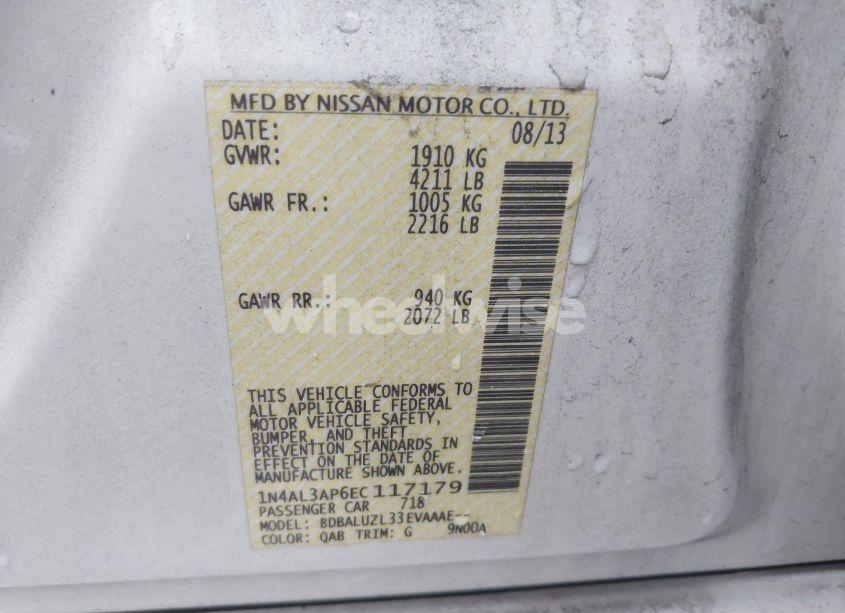 MFD BY NISSAN MOTOR CO., LTD.
DATE: 08/13
GVWR: 1910 KG
4211 LB
GAWR FR.: 1005 KG
2216 LB
GAWR RR.: 940 KG
2072 LB
wheelwise
THIS VEHICLE CONFORMS TO
ALL APPLICABLE FEDERAL
MOTOR VEHICLE SAFETY,
BUMPER, AND THEFT
PREVENTION STANDARDS IN
EFFECT ON THE DATE OF
MANUFACTURE SHOWN ABOVE.
1N4AL3AP6EC117179
PASSENGER CAR 718
MODEL: BDBALUZL33EVAAAE--
COLOR: QAB TRIM: G 9N00A